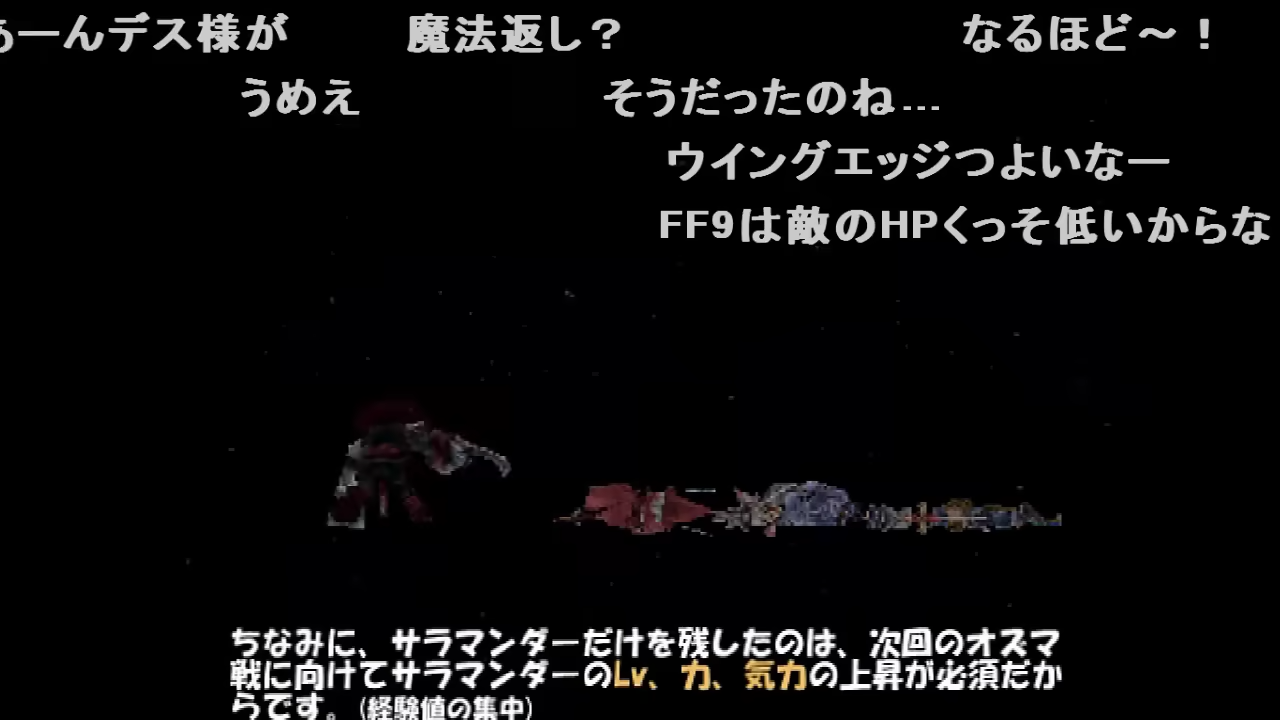 あーんデス様が 魔法返し？ なるほど～！
うめえ そうだったのね…
ウイングエッジつよいなー
FF9は敵のHPくっそ低いからな
ちなみに、サラマンダーだけを残したのは、次回のオズマ
戦に向けてサラマンダーのLv、力、気力の上昇が必須だか
らです。(経験値の集中)